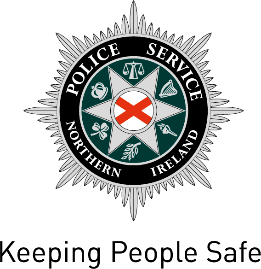 POLICE SERVICE
NORTHERN IRELAND
Keeping People Safe